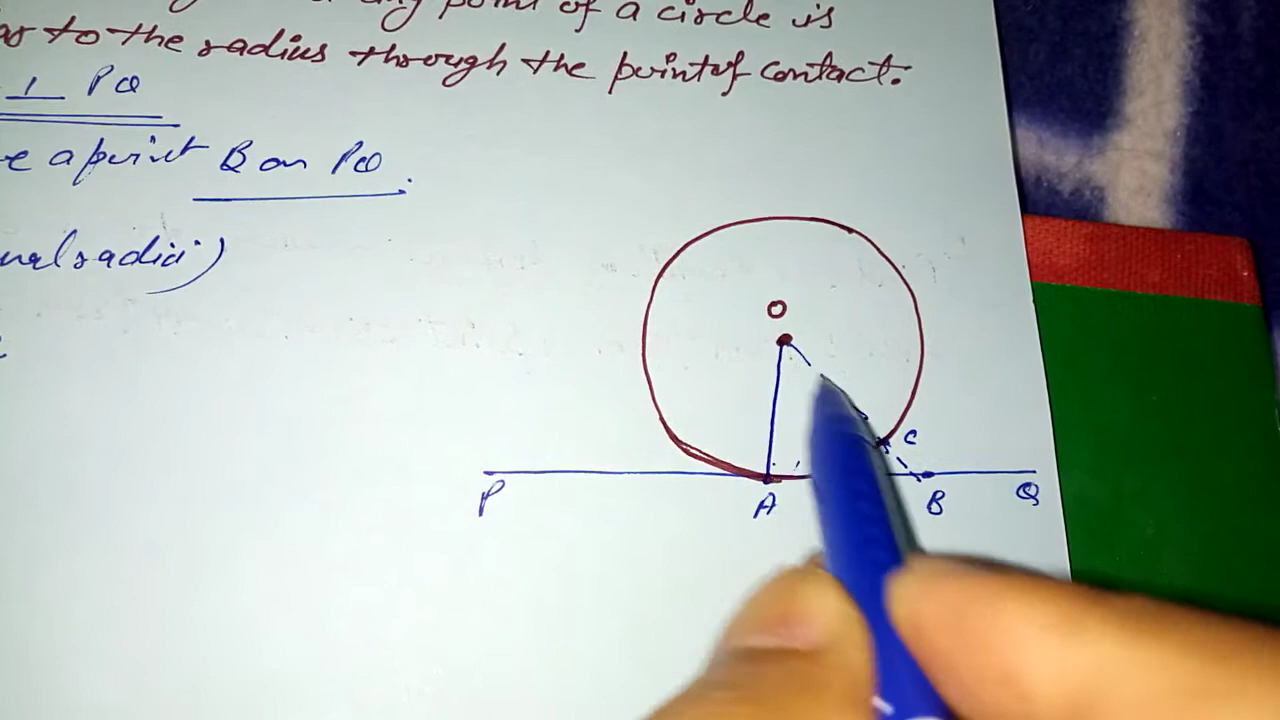 any point of a circle is
to the radius through the point of contact.
⊥ PQ
a point B on PQ.
radii)
O
C
P A B Q